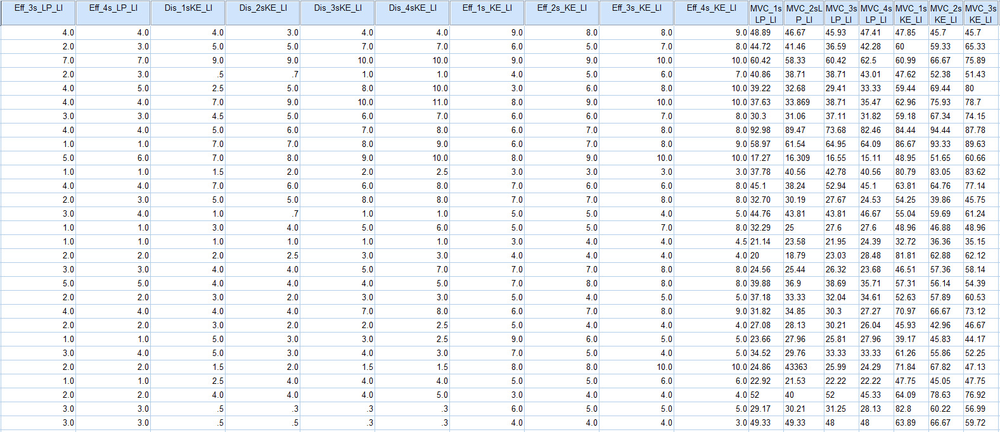 Eff_3s_LP_LI Eff_4s_LP_LI Dis_1sKE_LI Dis_2sKE_LI Dis_3sKE_LI Dis_4sKE_LI Eff_1s_KE_LI Eff_2s_KE_LI Eff_3s_KE_LI Eff_4s_KE_LI MVC_1s MVC_2sL MVC_3s MVC_4s MVC_1s MVC_2s MVC_3s
LP_LI P_LI LP_LI LP_LI KE_LI KE_LI KE_LI
4.0 4.0 4.0 3.0 4.0 4.0 9.0 8.0 8.0 9.0 48.89 46.67 45.93 47.41 47.85 45.7 45.7
2.0 3.0 5.0 5.0 7.0 7.0 6.0 5.0 7.0 8.0 44.72 41.46 36.59 42.28 60 59.33 65.33
7.0 7.0 9.0 9.0 10.0 10.0 9.0 9.0 10.0 10.0 60.42 58.33 60.42 62.5 60.99 66.67 75.89
2.0 3.0 .5 .7 1.0 1.0 4.0 5.0 6.0 7.0 40.86 38.71 38.71 43.01 47.62 52.38 51.43
4.0 5.0 2.5 5.0 8.0 10.0 3.0 6.0 8.0 10.0 39.22 32.68 29.41 33.33 59.44 69.44 80
4.0 4.0 7.0 9.0 10.0 11.0 8.0 9.0 10.0 10.0 37.63 33.869 38.71 35.47 62.96 75.93 78.7
3.0 3.0 4.5 5.0 6.0 7.0 6.0 6.0 7.0 8.0 30.3 31.06 37.11 31.82 59.18 67.34 74.15
4.0 4.0 5.0 6.0 7.0 8.0 6.0 7.0 8.0 8.0 92.98 89.47 73.68 82.46 84.44 94.44 87.78
1.0 1.0 7.0 7.0 8.0 9.0 6.0 7.0 8.0 9.0 58.97 61.54 64.95 64.09 86.67 93.33 89.63
5.0 6.0 7.0 8.0 9.0 10.0 8.0 9.0 10.0 10.0 17.27 16.309 16.55 15.11 48.95 51.65 60.66
1.0 1.0 1.5 2.0 2.0 2.5 3.0 3.0 3.0 3.0 37.78 40.56 42.78 40.56 80.79 83.05 83.62
4.0 4.0 7.0 6.0 6.0 8.0 7.0 6.0 6.0 8.0 45.1 38.24 52.94 45.1 63.81 64.76 77.14
2.0 3.0 5.0 5.0 8.0 8.0 7.0 7.0 8.0 8.0 32.70 30.19 27.67 24.53 54.25 39.86 45.75
3.0 4.0 1.0 .7 1.0 1.0 5.0 5.0 4.0 5.0 44.76 43.81 43.81 46.67 55.04 59.69 61.24
1.0 1.0 3.0 4.0 5.0 6.0 5.0 5.0 7.0 8.0 32.29 25 27.6 27.6 48.96 46.88 48.96
1.0 1.0 1.0 1.0 1.0 1.0 3.0 4.0 4.0 4.5 21.14 23.58 21.95 24.39 32.72 36.36 35.15
2.0 2.0 2.0 2.5 3.0 3.0 4.0 4.0 4.0 4.0 20 18.79 23.03 28.48 81.81 62.88 62.12
3.0 3.0 4.0 4.0 5.0 7.0 7.0 7.0 8.0 8.0 24.56 25.44 26.32 23.68 46.51 57.36 58.14
5.0 5.0 4.0 4.0 4.0 5.0 7.0 8.0 8.0 8.0 39.88 36.9 38.69 35.71 57.31 56.14 54.39
2.0 2.0 3.0 2.0 3.0 3.0 5.0 4.0 5.0 5.0 37.18 33.33 32.04 34.61 52.63 57.89 60.53
4.0 4.0 4.0 4.0 7.0 8.0 6.0 7.0 8.0 9.0 31.82 34.85 30.3 27.27 70.97 66.67 73.12
2.0 2.0 3.0 2.0 2.0 2.5 5.0 4.0 4.0 4.0 27.08 28.13 30.21 26.04 45.93 42.96 46.67
1.0 1.0 5.0 3.0 3.0 2.5 9.0 6.0 5.0 5.0 23.66 27.96 25.81 27.96 39.17 45.83 44.17
3.0 4.0 5.0 3.0 4.0 3.0 7.0 5.0 4.0 5.0 34.52 29.76 33.33 33.33 61.26 55.86 52.25
2.0 2.0 1.5 2.0 1.5 1.5 8.0 8.0 10.0 10.0 24.86 43363 25.99 24.29 71.84 67.82 47.13
1.0 1.0 2.5 4.0 4.0 4.0 5.0 5.0 6.0 6.0 22.92 21.53 22.22 22.22 47.75 45.05 47.75
2.0 2.0 4.0 4.0 4.0 5.0 3.0 4.0 4.0 4.0 52 40 52 45.33 64.09 78.63 76.92
3.0 3.0 .5 .3 .3 .3 6.0 5.0 5.0 5.0 29.17 30.21 31.25 28.13 82.8 60.22 56.99
3.0 3.0 .5 .5 .3 .3 4.0 4.0 4.0 3.0 49.33 49.33 48 48 63.89 66.67 59.72